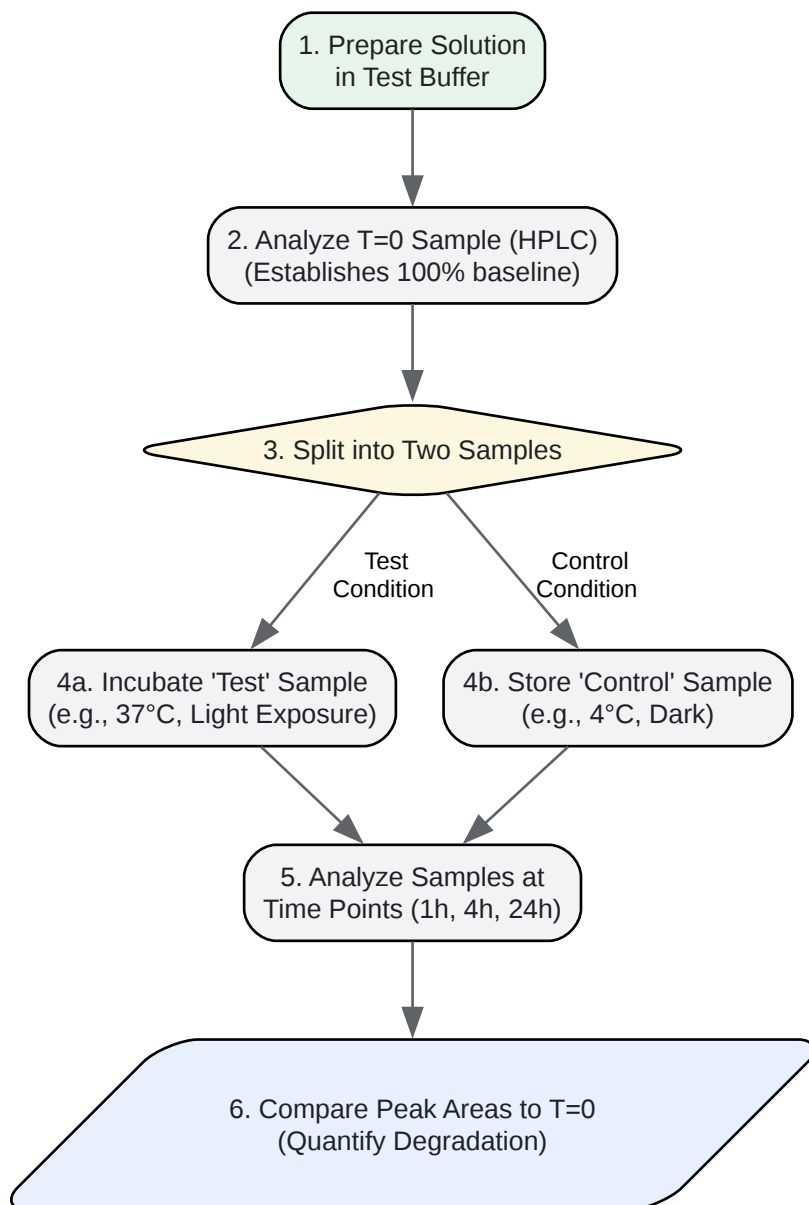 1. Prepare Solution
in Test Buffer
2. Analyze T=0 Sample (HPLC)
(Establishes 100% baseline)
3. Split into Two Samples
Test
Condition
Control
Condition
4a. Incubate 'Test' Sample
(e.g., 37°C, Light Exposure)
4b. Store 'Control' Sample
(e.g., 4°C, Dark)
5. Analyze Samples at
Time Points (1h, 4h, 24h)
6. Compare Peak Areas to T=0
(Quantify Degradation)